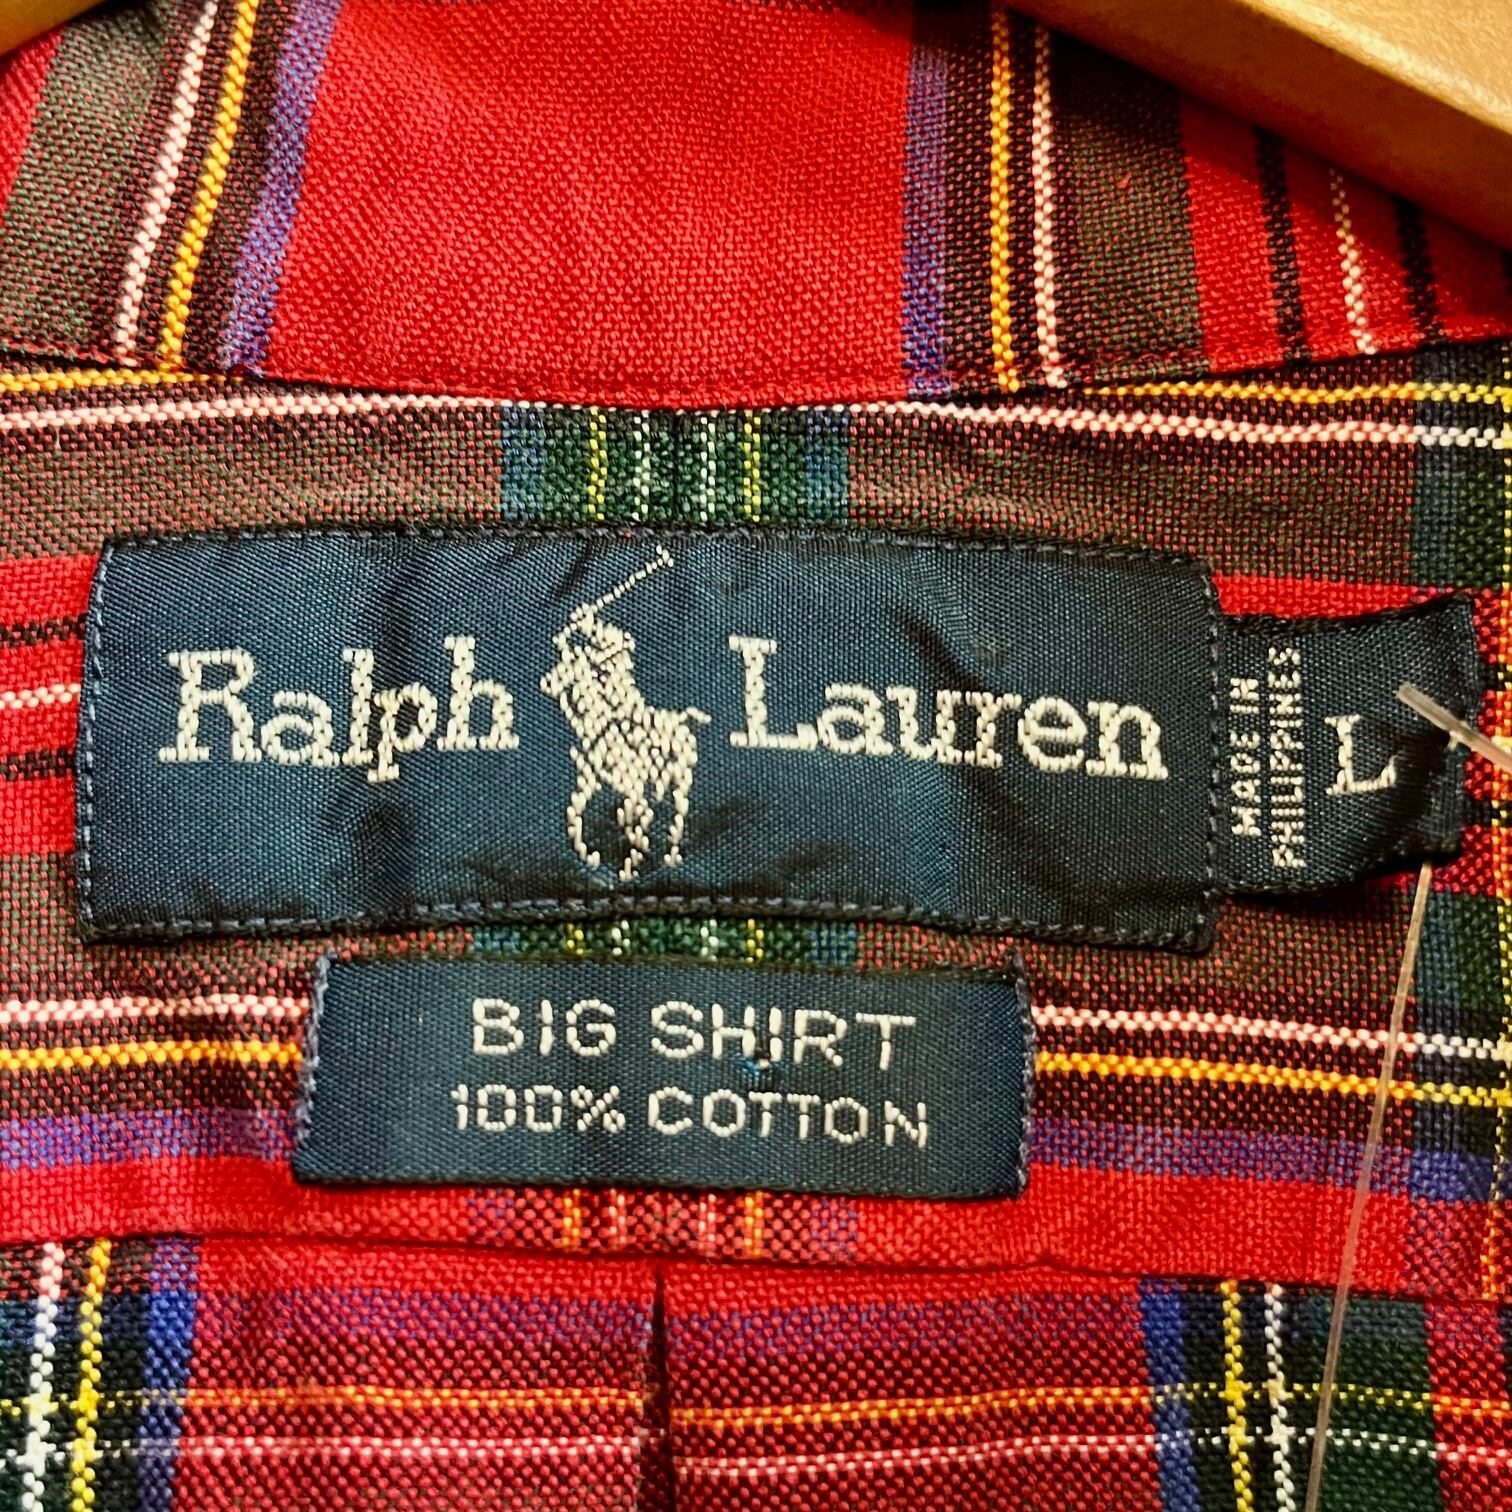 Ralph Lauren
MADE IN
PHILIPPINES
L
BIG SHIRT
100% COTTON